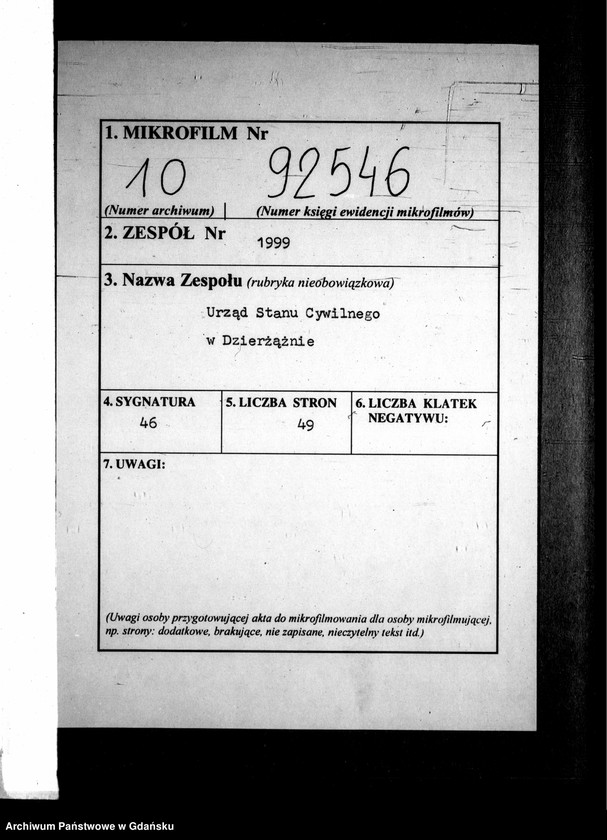 1. MIKROFILM Nr
10 92546
(Numer archiwum) (Numer księgi ewidencji mikrofilmów)
2. ZESPÓŁ Nr 1999
3. Nazwa Zespołu (rubryka nieobowiązkowa)
Urząd Stanu Cywilnego
w Dzierżążnie
4. SYGNATURA
46
5. LICZBA STRON
49
6. LICZBA KLATEK
NEGATYWU:
7. UWAGI:
(Uwagi osoby przygotowującej akta do mikrofilmowania dla osoby mikrofilmującej,
np. strony: dodatkowe, brakujące, nie zapisane, nieczytelny tekst itd.)
Archiwum Państwowe w Gdańsku